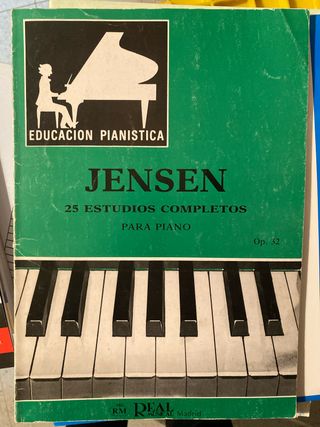 EDUCACION PIANISTICA
JENSEN
25 ESTUDIOS COMPLETOS
PARA PIANO
Op. 32
RM REAL Madrid